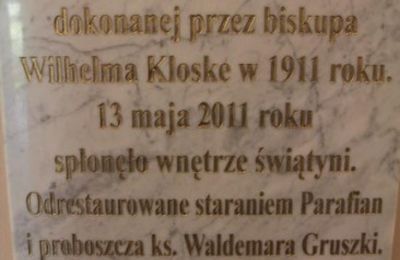 dokonanej przez biskupa
Wilhelma Kloske w 1911 roku.
13 maja 2011 roku
spłonęło wnętrze świątyni.
Odrestaurowane staraniem Parafian
i proboszcza ks. Waldemara Gruszki.